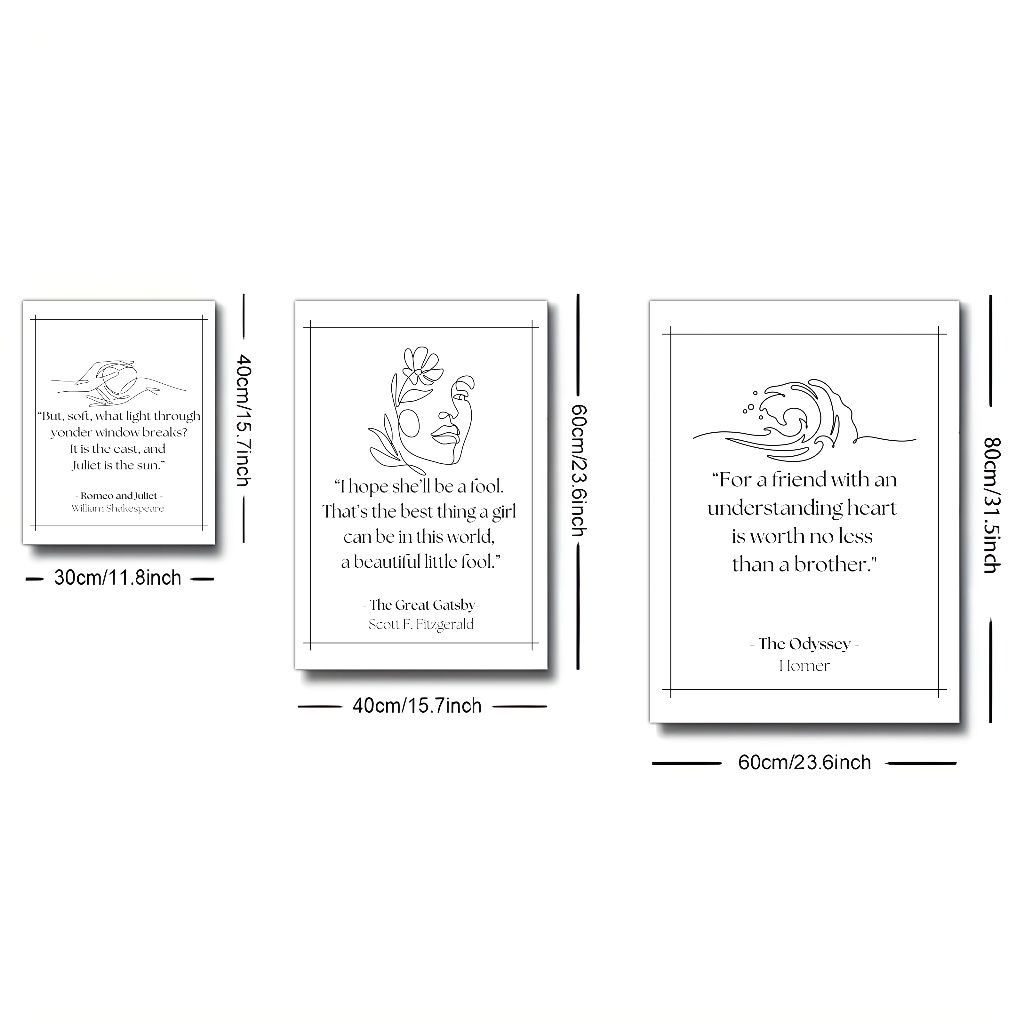 “But, soft, what light through
yonder window breaks?
It is the east, and
Juliet is the sun.”
- Romeo and Juliet -
William Shakespeare
40cm/15.7inch
30cm/11.8inch
“I hope she’ll be a fool.
That’s the best thing a girl
can be in this world,
a beautiful little fool.”
- The Great Gatsby-
Scott F. Fitzgerald
60cm/23.6inch
40cm/15.7inch
“For a friend with an
understanding heart
is worth no less
than a brother."
- The Odyssey -
Homer
80cm/31.5inch
60cm/23.6inch